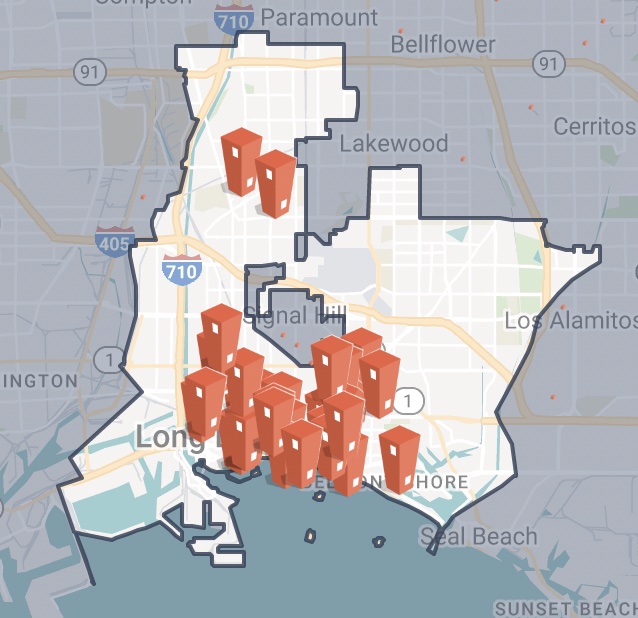 Compton
710
Paramount
Bellflower
91
91
Cerritos
Lakewood
405
710
Signal Hill
Los Alamitos
1
INGTON
1
Long
HORE
Seal Beach
SUNSET BEACH